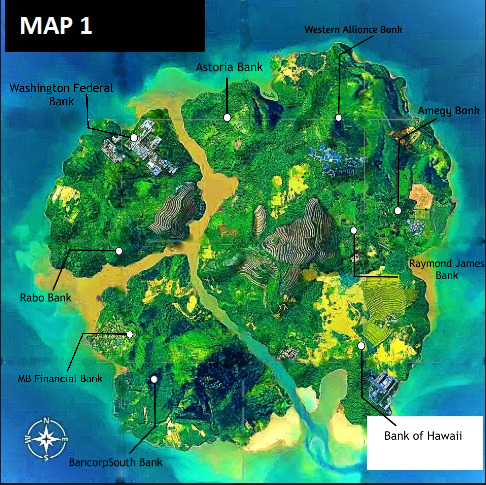 MAP 1
Western Alliance Bank
Astoria Bank
Washington Federal
Bank
Amegy Bank
Raymond James
Bank
Rabo Bank
MB Financial Bank
Bank of Hawaii
BancorpSouth Bank
N
W
E
S